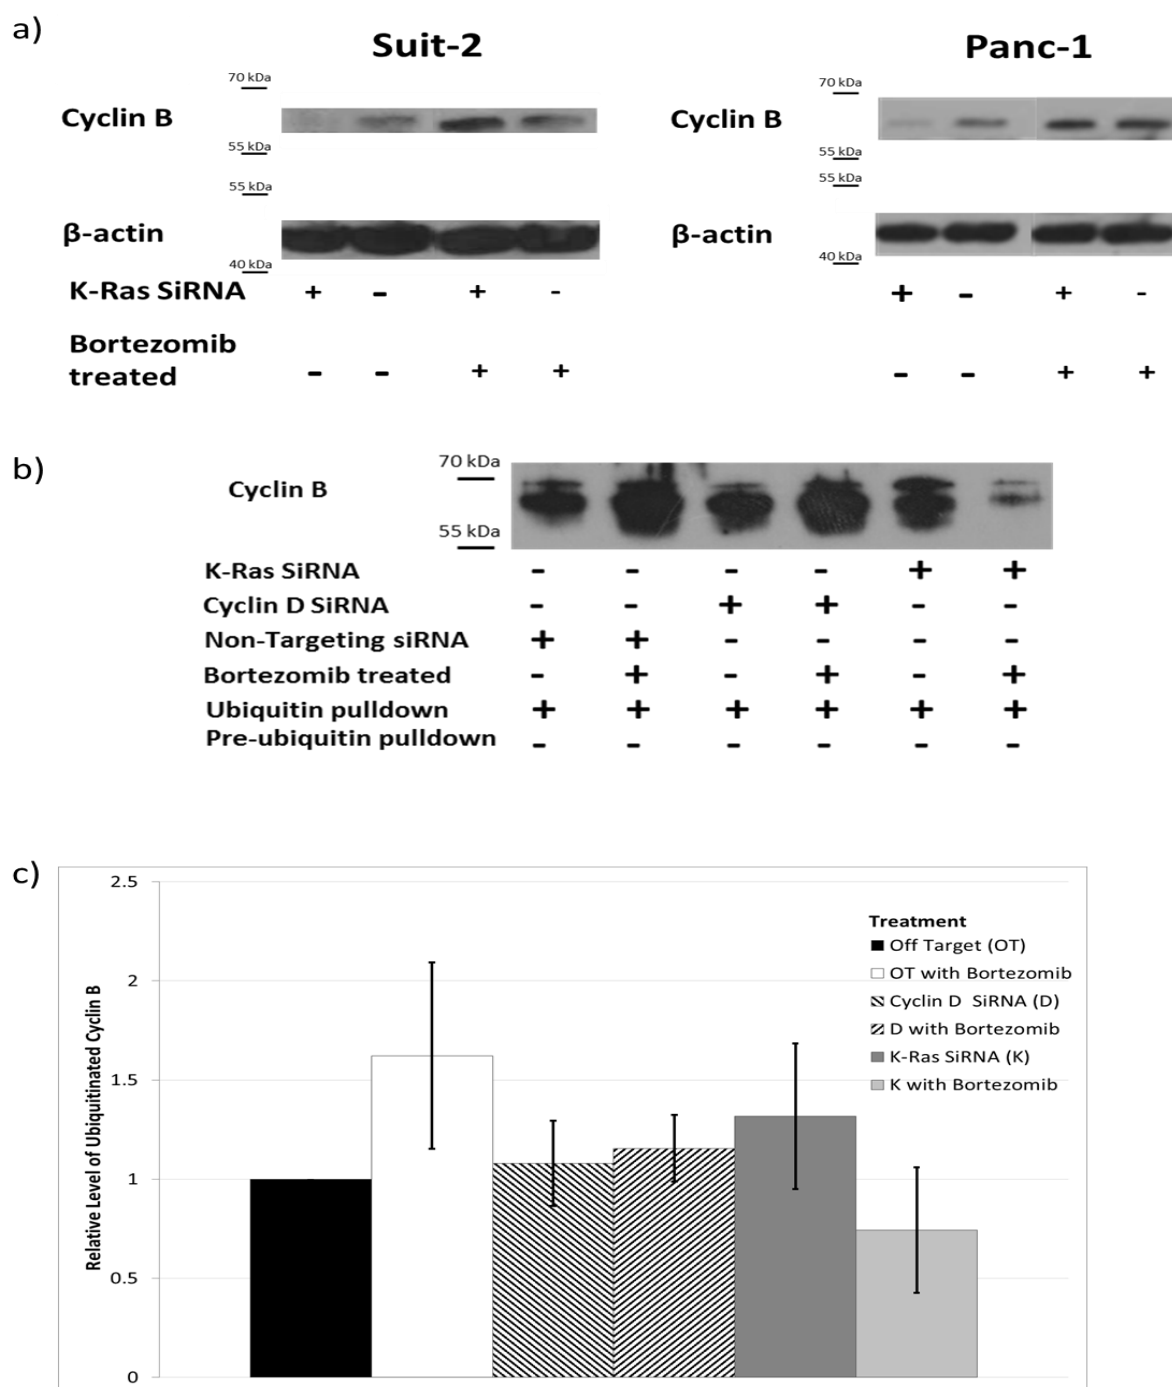 a)
Suit-2
Panc-1
70 kDa
70 kDa
Cyclin B
Cyclin B
55 kDa
55 kDa
55 kDa
55 kDa
β-actin
β-actin
40 kDa
40 kDa
K-Ras SiRNA + - + - + - + -
Bortezomib
treated - - + + - - + +
b)
70 kDa
Cyclin B
55 kDa
K-Ras SiRNA - - - - + +
Cyclin D SiRNA - - + + - -
Non-Targeting siRNA + + - - - -
Bortezomib treated - + - + - +
Ubiquitin pulldown + + + + + +
Pre-ubiquitin pulldown - - - - - -
c)
2.5
Treatment
Off Target (OT)
OT with Bortezomib
Cyclin D SiRNA (D)
D with Bortezomib
K-Ras SiRNA (K)
K with Bortezomib
2
1.5
1
0.5
0
Relative Level of Ubiquitinated Cyclin B